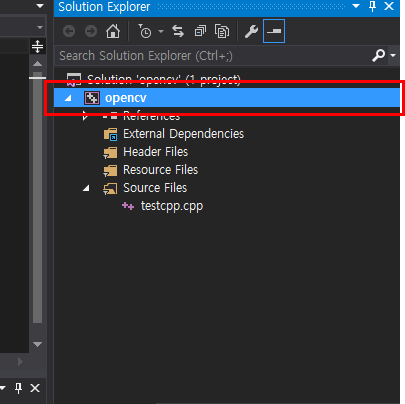 Solution Explorer
Search Solution Explorer (Ctrl+;)
Solution 'opencv' (1 project)
opencv
References
External Dependencies
Header Files
Resource Files
Source Files
testcpp.cpp